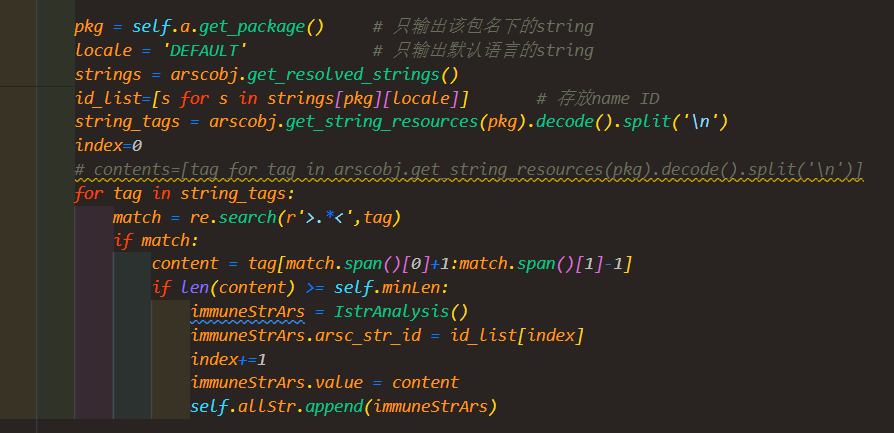 pkg = self.a.get_package()     # 只输出该包名下的string
locale = 'DEFAULT'             # 只输出默认语言的string
strings = arscobj.get_resolved_strings()
id_list=[s for s in strings[pkg][locale]]       # 存放name ID
string_tags = arscobj.get_string_resources(pkg).decode().split('\n')
index=0
# contents=[tag for tag in arscobj.get_string_resources(pkg).decode().split('\n')]
for tag in string_tags:
    match = re.search(r'>.*<',tag)
    if match:
        content = tag[match.span()[0]+1:match.span()[1]-1]
        if len(content) >= self.minLen:
            immuneStrArs = IstrAnalysis()
            immuneStrArs.arsc_str_id = id_list[index]
            index+=1
            immuneStrArs.value = content
            self.allStr.append(immuneStrArs)